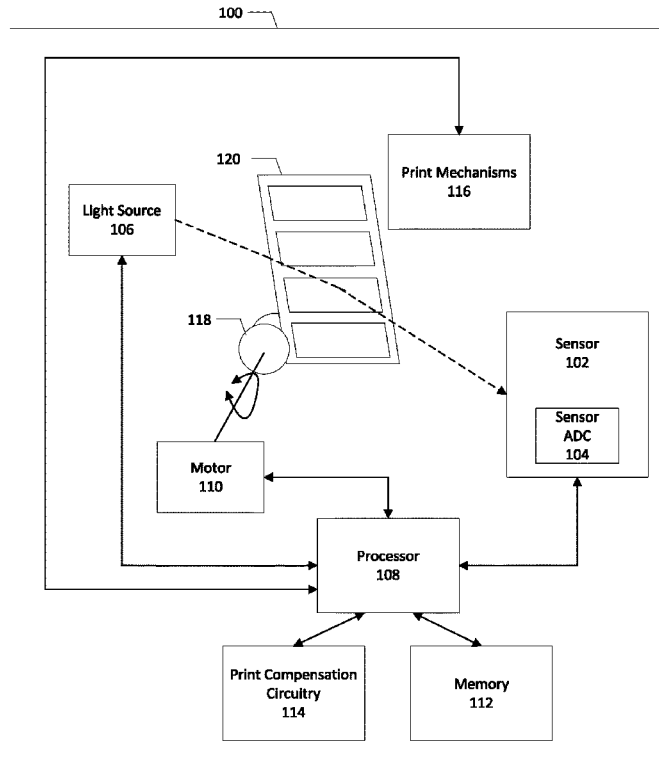 100
120
Print Mechanisms
116
Light Source
106
118
Sensor
102
Sensor
ADC
104
Motor
110
Processor
108
Print Compensation
Circuitry
114
Memory
112